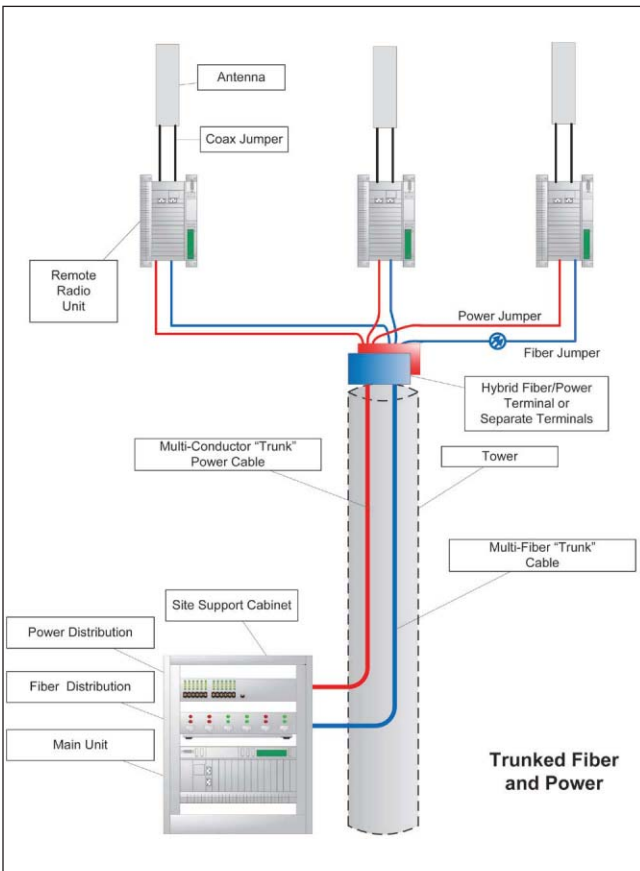 Antenna
Coax Jumper
Remote
Radio
Unit
Power Jumper
Fiber Jumper
Hybrid Fiber/Power
Terminal or
Separate Terminals
Multi-Conductor “Trunk”
Power Cable
Tower
Multi-Fiber “Trunk”
Cable
Site Support Cabinet
Power Distribution
Fiber  Distribution
Main Unit
Trunked Fiber
and Power